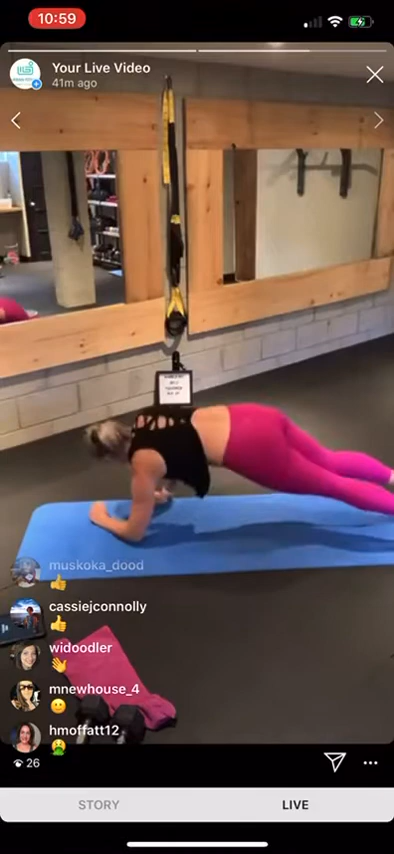 10:59
Your Live Video
41m ago
muskoka_dood
cassiejconnolly
widoodler
mnewhouse_4
hmoffatt12
26
STORY
LIVE